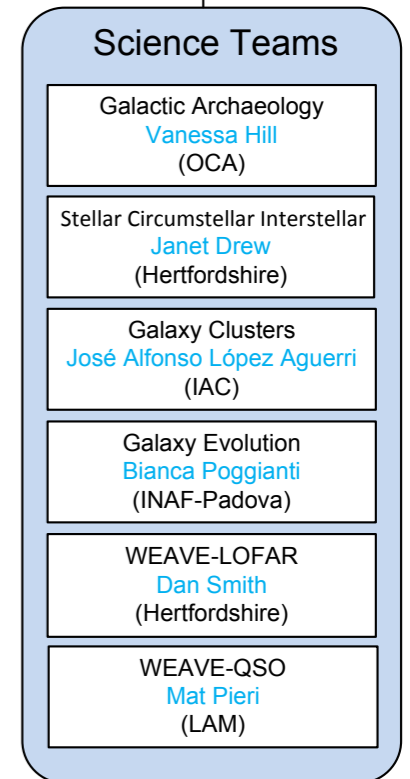 Science Teams
Galactic Archaeology
Vanessa Hill
(OCA)
Stellar Circumstellar Interstellar
Janet Drew
(Hertfordshire)
Galaxy Clusters
José Alfonso López Aguerri
(IAC)
Galaxy Evolution
Bianca Poggianti
(INAF-Padova)
WEAVE-LOFAR
Dan Smith
(Hertfordshire)
WEAVE-QSO
Mat Pieri
(LAM)